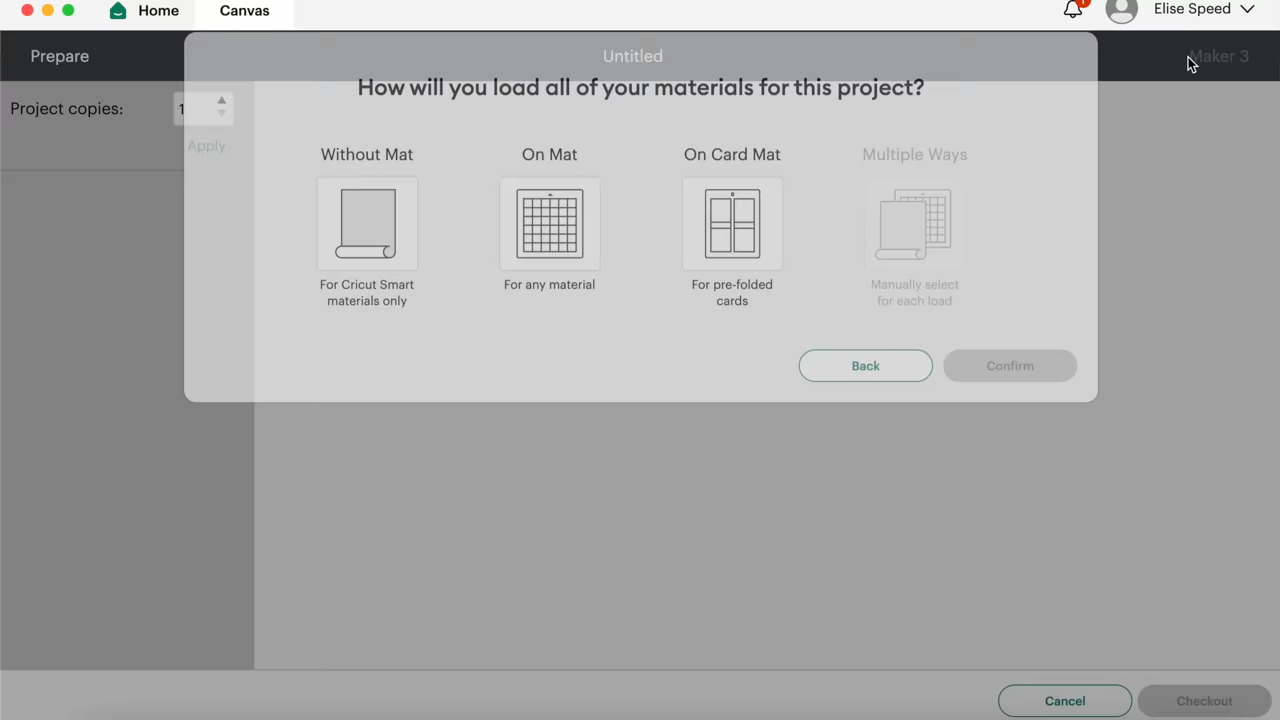 Home
Canvas
1
Elise Speed
Prepare
Untitled
Maker 3
How will you load all of your materials for this project?
Project copies:
1
Apply
Without Mat
On Mat
On Card Mat
Multiple Ways
For Cricut Smart
materials only
For any material
For pre-folded
cards
Manually select
for each load
Back
Confirm
Cancel
Checkout